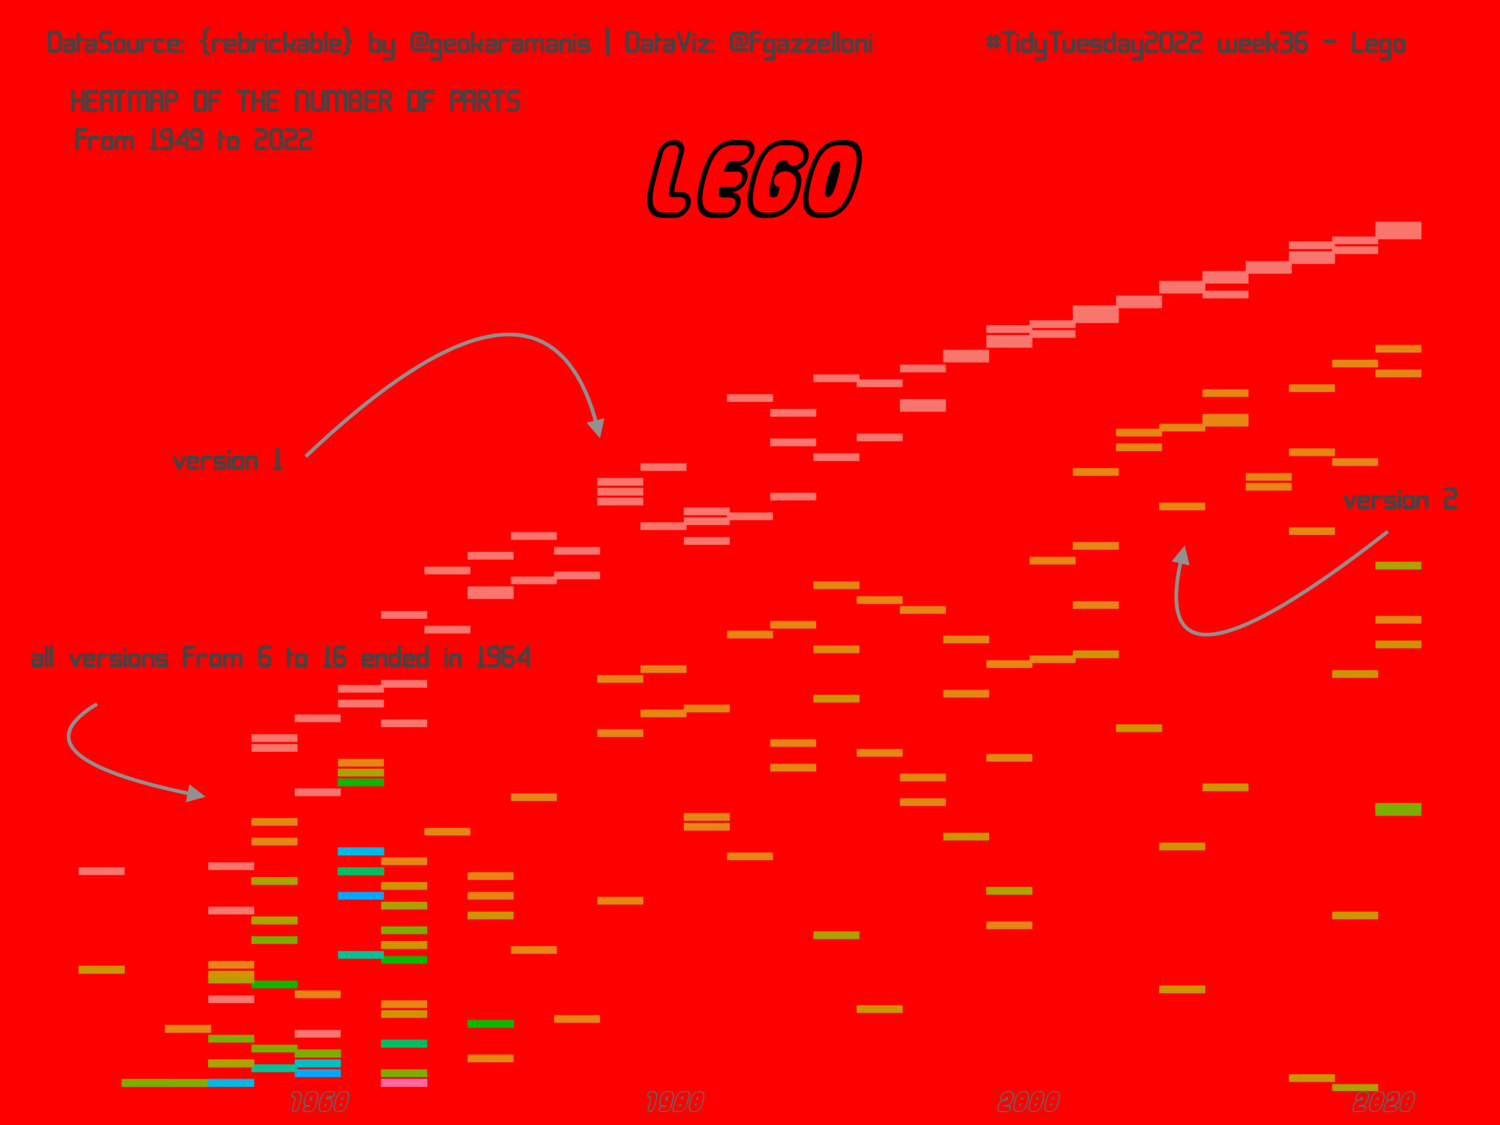 DataSource: {rebrickable} by @geokaramanis | DataViz: @Fgazzelloni
#TidyTuesday2022 week36 - Lego
HEATMAP OF THE NUMBER OF PARTS
From 1949 to 2022
LEGO
version 1
version 2
all versions From 6 to 16 ended in 1964
1960
1980
2000
2020